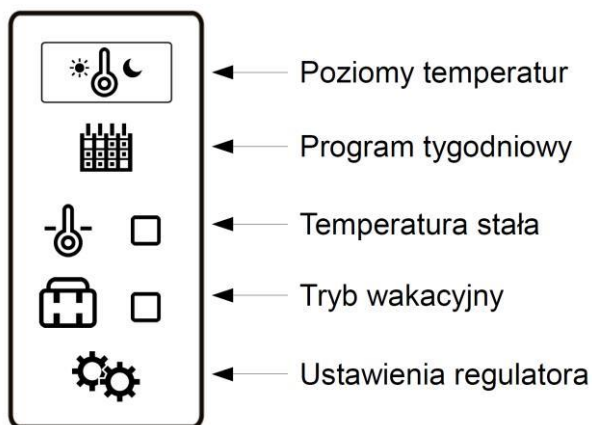 Poziomy temperatur
Program tygodniowy
Temperatura stała
Tryb wakacyjny
Ustawienia regulatora